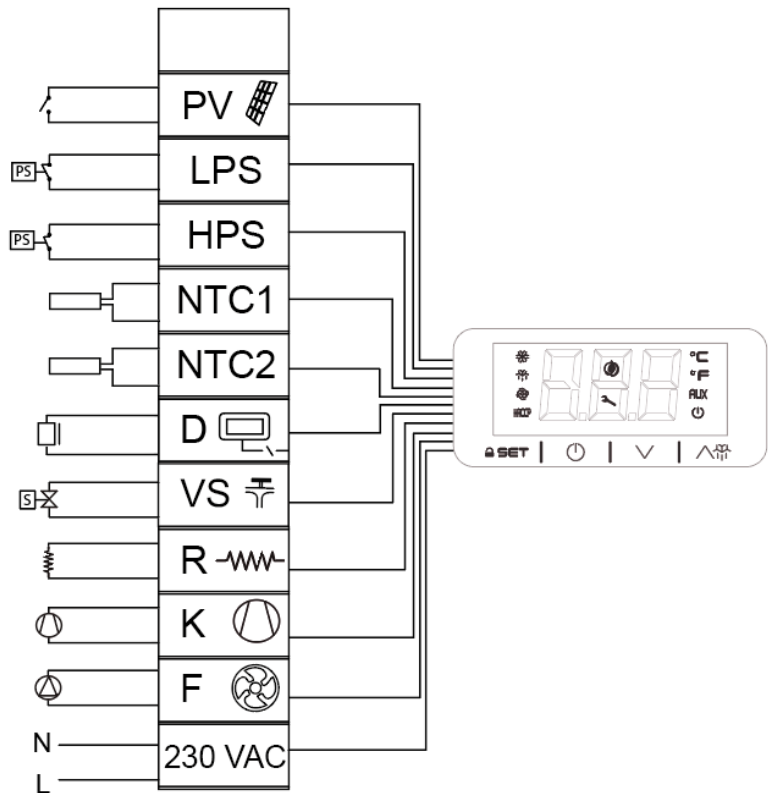 PV
PS LPS
PS HPS
NTC1
NTC2
D
S VS
R
K
F
N
230 VAC
L
°C
°F
HACCP AUX
SET